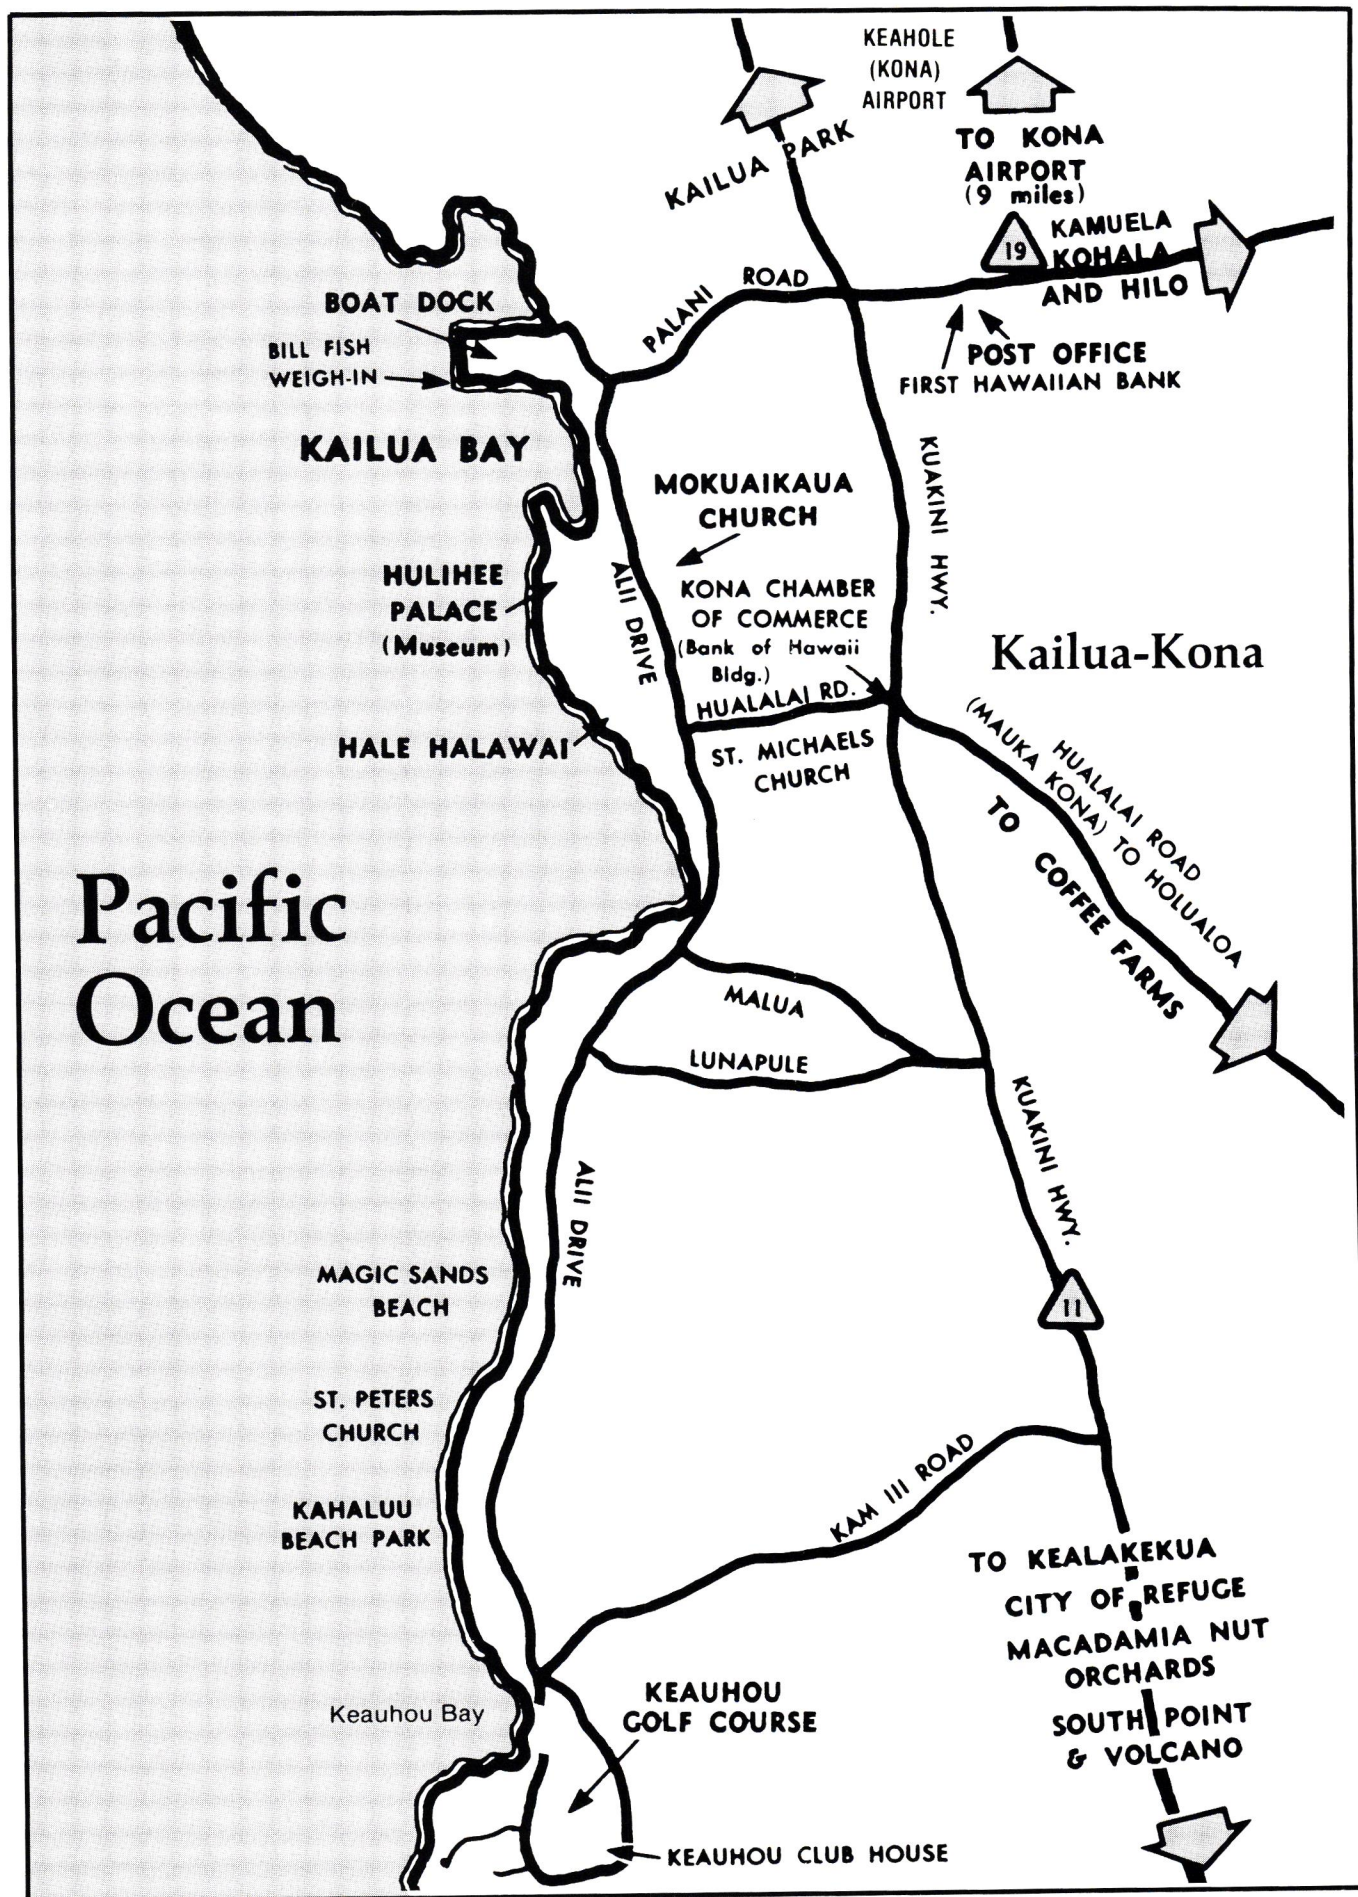 KEAHOLE
(KONA)
AIRPORT
TO KONA
AIRPORT
(9 miles)
KAILUA PARK
19
KAMUELA
KOHALA
AND HILO
PALANI ROAD
BOAT DOCK
BILL FISH
WEIGH-IN
POST OFFICE
FIRST HAWAIIAN BANK
KAILUA BAY
KUAKINI HWY.
MOKUAIKAUA
CHURCH
HULIHEE
PALACE
(Museum)
ALII DRIVE
KONA CHAMBER
OF COMMERCE
(Bank of Hawaii
Bldg.)
Kailua-Kona
HUALALAI RD.
HALE HALAWAI
ST. MICHAELS
CHURCH
HUALALAI ROAD
(MAUKA KONA) TO HOLUALOA
TO COFFEE FARMS
Pacific
Ocean
MALUA
LUNAPULE
KUAKINI HWY.
ALII DRIVE
MAGIC SANDS
BEACH
11
ST. PETERS
CHURCH
KAHALUU
BEACH PARK
KAM III ROAD
TO KEALAKEKUA
CITY OF REFUGE
MACADAMIA NUT
ORCHARDS
SOUTH POINT
& VOLCANO
Keauhou Bay
KEAUHOU
GOLF COURSE
KEAUHOU CLUB HOUSE